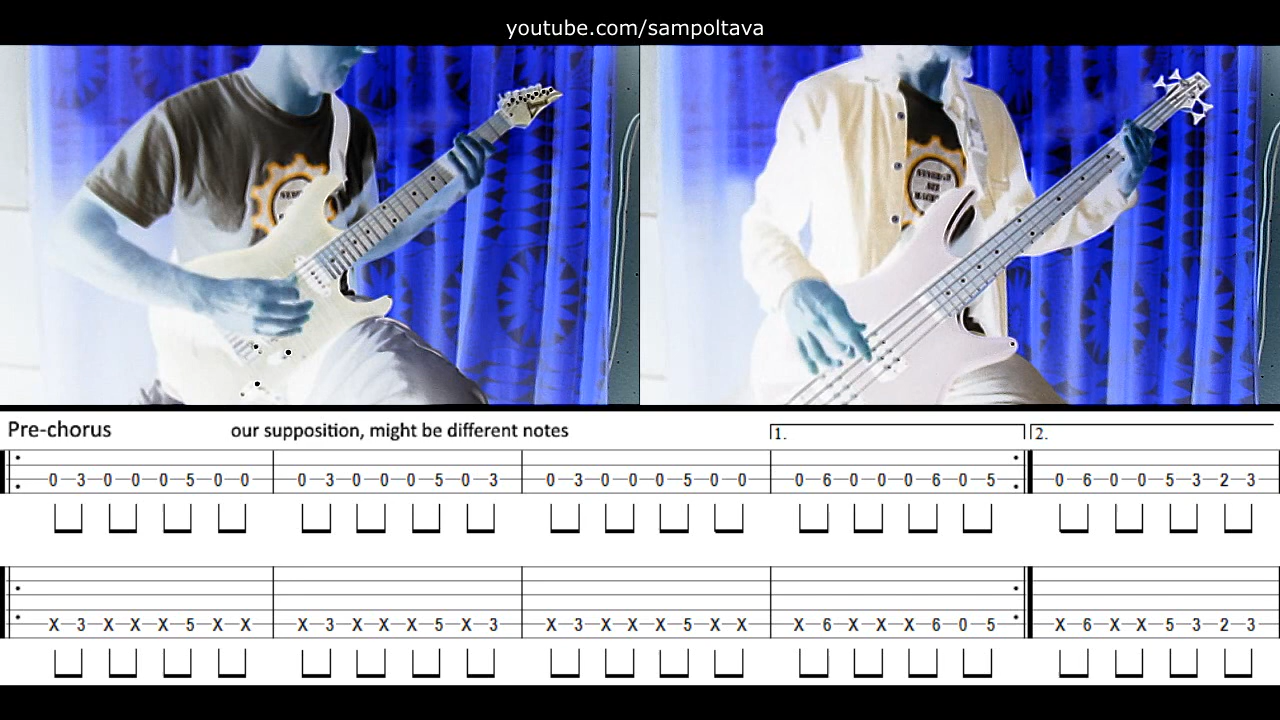 youtube.com/sampoltava
Pre-chorus our supposition, might be different notes 1. 2.
0 3 0 0 0 5 0 0 0 3 0 0 0 5 0 3 0 3 0 0 0 5 0 0 0 6 0 0 0 6 0 5 0 6 0 0 5 3 2 3
X 3 X X X 5 X X X 3 X X X 5 X 3 X 3 X X X 5 X X X 6 X X X 6 0 5 X 6 X X 5 3 2 3